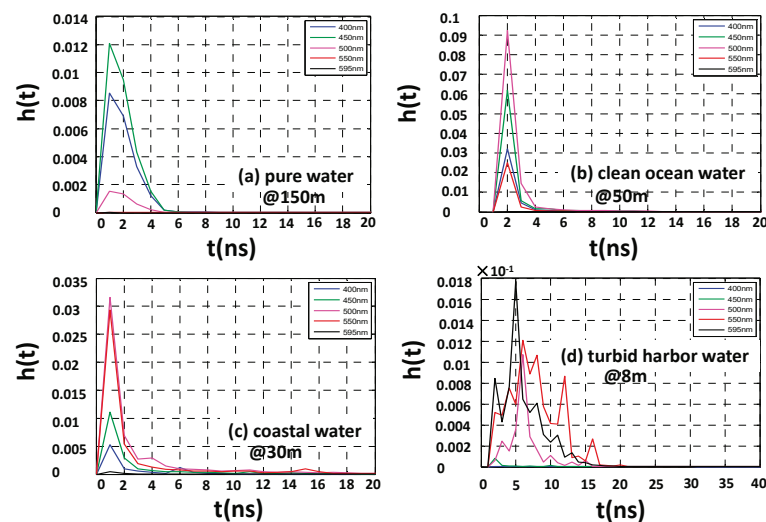 0.014
0.012
0.01
0.008
0.006
0.004
0.002
0
h(t)
400nm
450nm
500nm
550nm
595nm
(a) pure water
@150m
0 2 4 6 8 10 12 14 16 18 20
t(ns)
0.1
0.09
0.08
0.07
0.06
0.05
0.04
0.03
0.02
0.01
0
h(t)
400nm
450nm
500nm
550nm
595nm
(b) clean ocean water
@50m
0 2 4 6 8 10 12 14 16 18 20
t(ns)
0.035
0.03
0.025
0.02
0.015
0.01
0.005
0
h(t)
400nm
450nm
500nm
550nm
595nm
(c) coastal water
@30m
0 2 4 6 8 10 12 14 16 18 20
t(ns)
× 10⁻¹
0.018
0.016
0.014
0.012
0.01
0.008
0.006
0.004
0.002
0
h(t)
400nm
450nm
500nm
550nm
595nm
(d) turbid harbor water
@8m
5 10 15 20 25 30 35 40
t(ns)